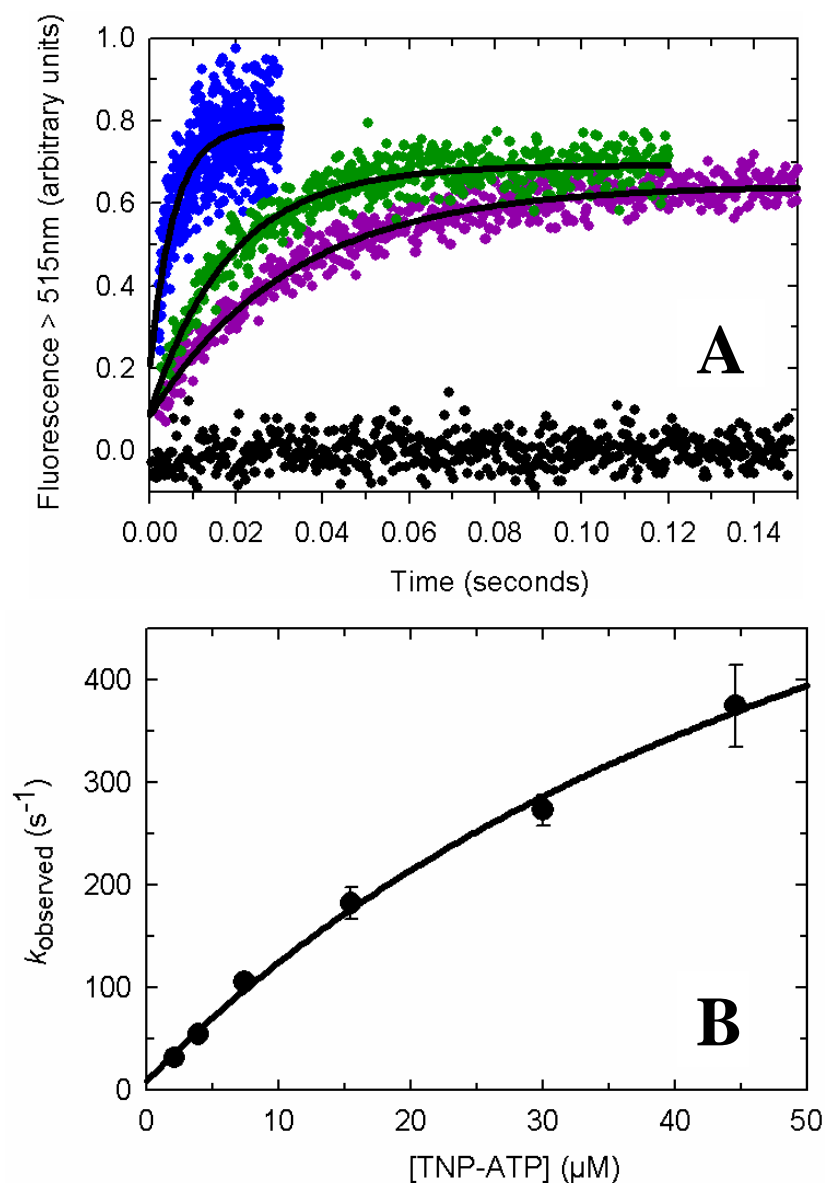 Fluorescence > 515nm (arbitrary units)
1.0
0.8
0.6
0.4
0.2
0.0
A
0.00 0.02 0.04 0.06 0.08 0.10 0.12 0.14
Time (seconds)
kobserved (s-1)
400
300
200
100
0
B
0 10 20 30 40 50
[TNP-ATP] (µM)